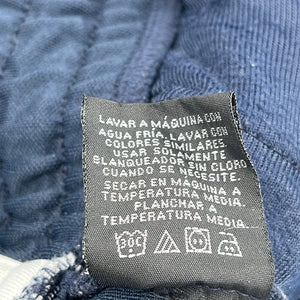 LAVAR A MÁQUINA CON
AGUA FRÍA. LAVAR CON
COLORES SIMILARES.
USAR SOLAMENTE
BLANQUEADOR SIN CLORO
CUANDO SE NECESITE.
SECAR EN MÁQUINA A
TEMPERATURA MEDIA.
PLANCHAR A
TEMPERATURA MEDIA.
30C